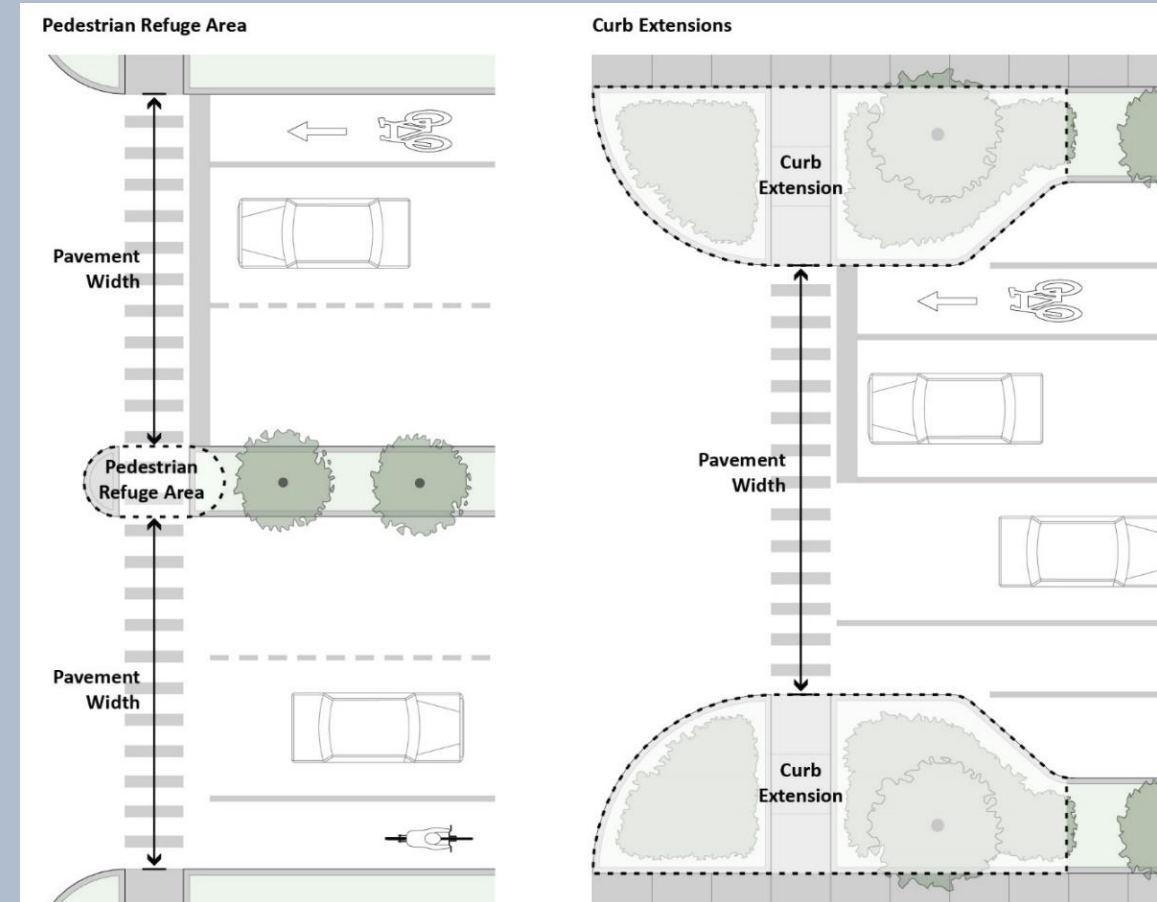 Pedestrian Refuge Area
Pavement
Width
Pedestrian
Refuge Area
Pavement
Width
Curb Extensions
Curb
Extension
Pavement
Width
Curb
Extension